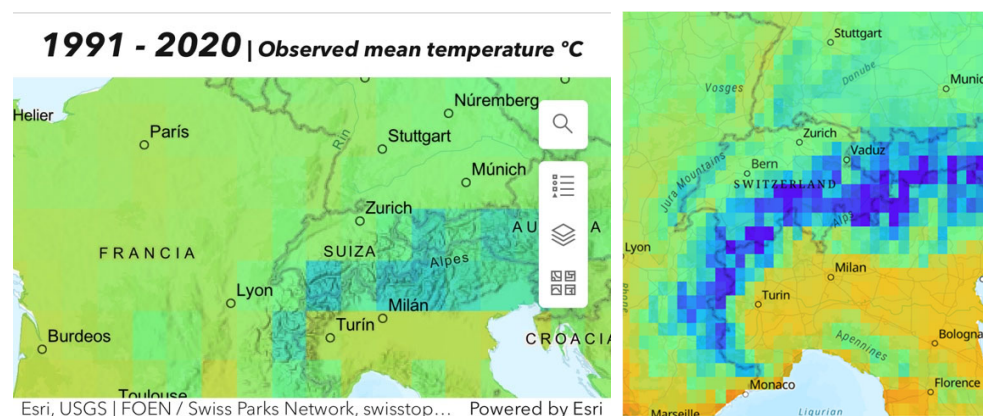 1991 - 2020 | Observed mean temperature °C
Helier
París
Núremberg
Rin
Stuttgart
Múnich
Zurich
FRANCIA
SUIZA
AU
A
Alpes
Lyon
Milán
Turín
Burdeos
CROACIA
Toulouse
Esri, USGS | FOEN / Swiss Parks Network, swisstop... Powered by Esri
Stuttgart
Vosges
Danube
Munic
Zurich
Vaduz
Jura Mountains
Bern
SWITZERLAND
Alps
Lyon
Milan
Turin
Rhone
Bologna
Apennines
Monaco
Florence
Marseille
Ligurian